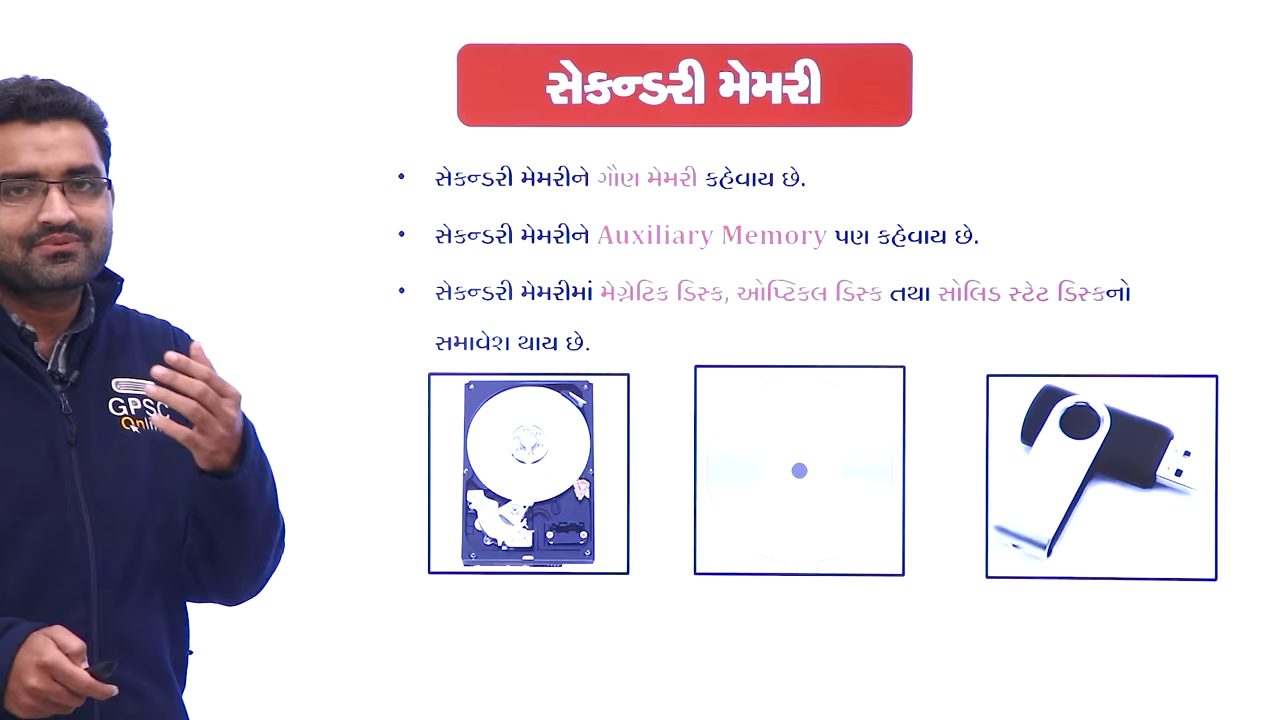 સેકન્ડરી મેમરી
• સેકન્ડરી મેમરીને ગૌણ મેમરી કહેવાય છે.
• સેકન્ડરી મેમરીને Auxiliary Memory પણ કહેવાય છે.
• સેકન્ડરી મેમરીમાં મેગ્નેટિક ડિસ્ક, ઓપ્ટિકલ ડિસ્ક તથા સોલિડ સ્ટેટ ડિસ્કનો
સમાવેશ થાય છે.
GPSC
Online